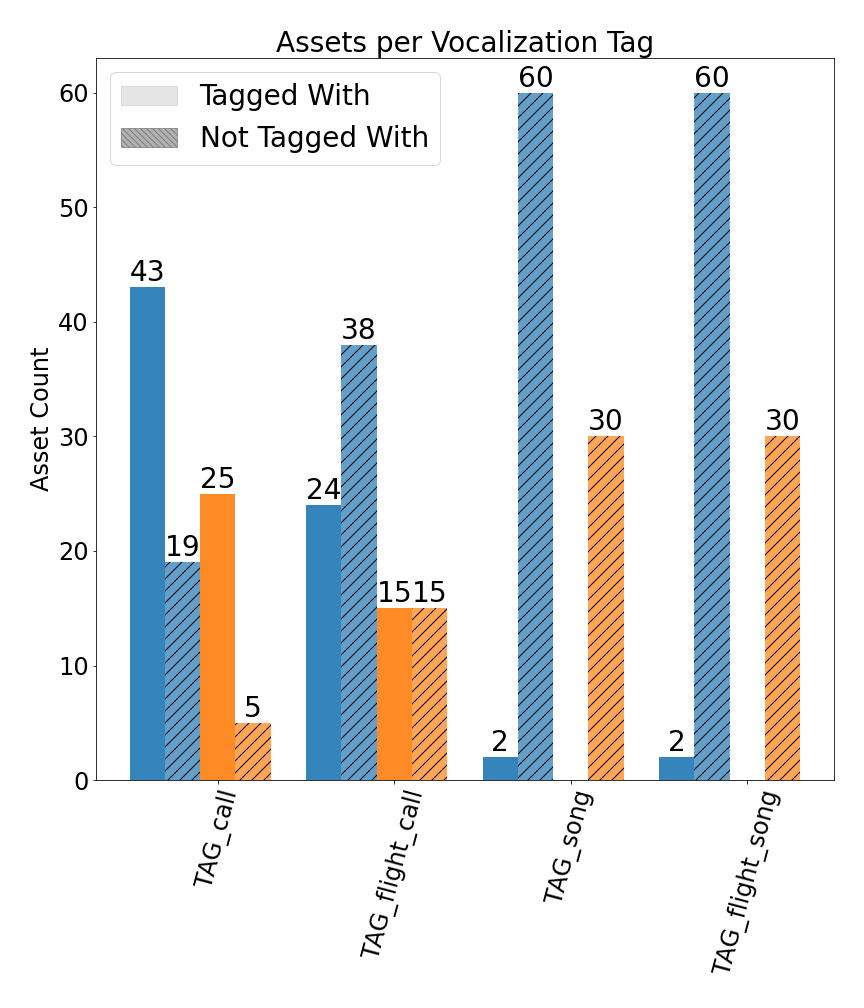 Assets per Vocalization Tag
Tagged With
Not Tagged With
Asset Count
60
50
40
30
20
10
0
43
19
25
5
24
38
15
15
2
60
30
2
60
30
TAG_call
TAG_flight_call
TAG_song
TAG_flight_song